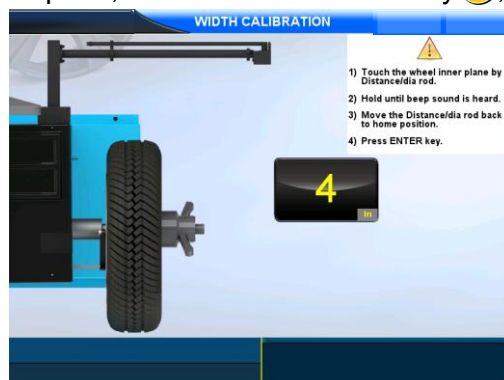 WIDTH CALIBRATION
1) Touch the wheel inner plane by
Distance/dia rod.
2) Hold until beep sound is heard.
3) Move the Distance/dia rod back
to home position.
4) Press ENTER key.
4
In